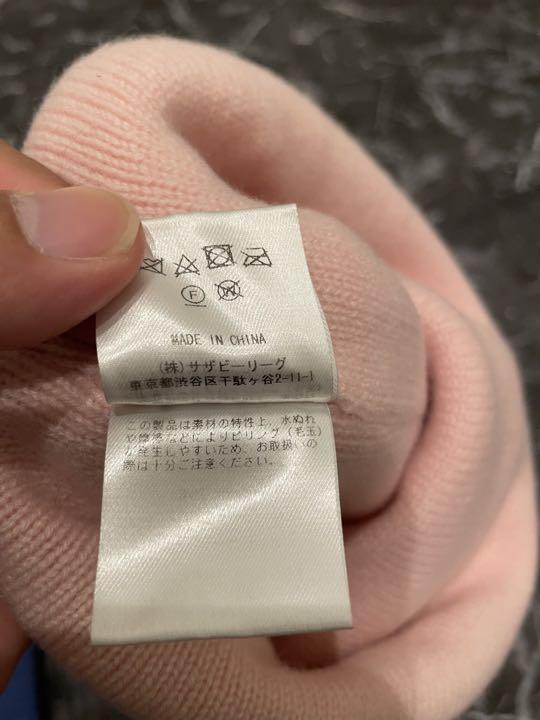 F
W
MADE IN CHINA
(株)サザビーリーグ
東京都渋谷区千駄ヶ谷2-11-1
この製品は素材の特性上、水ぬれ
や摩擦などによりピリング(毛玉)
が発生しやすいため、お取扱いの
際は十分ご注意ください。